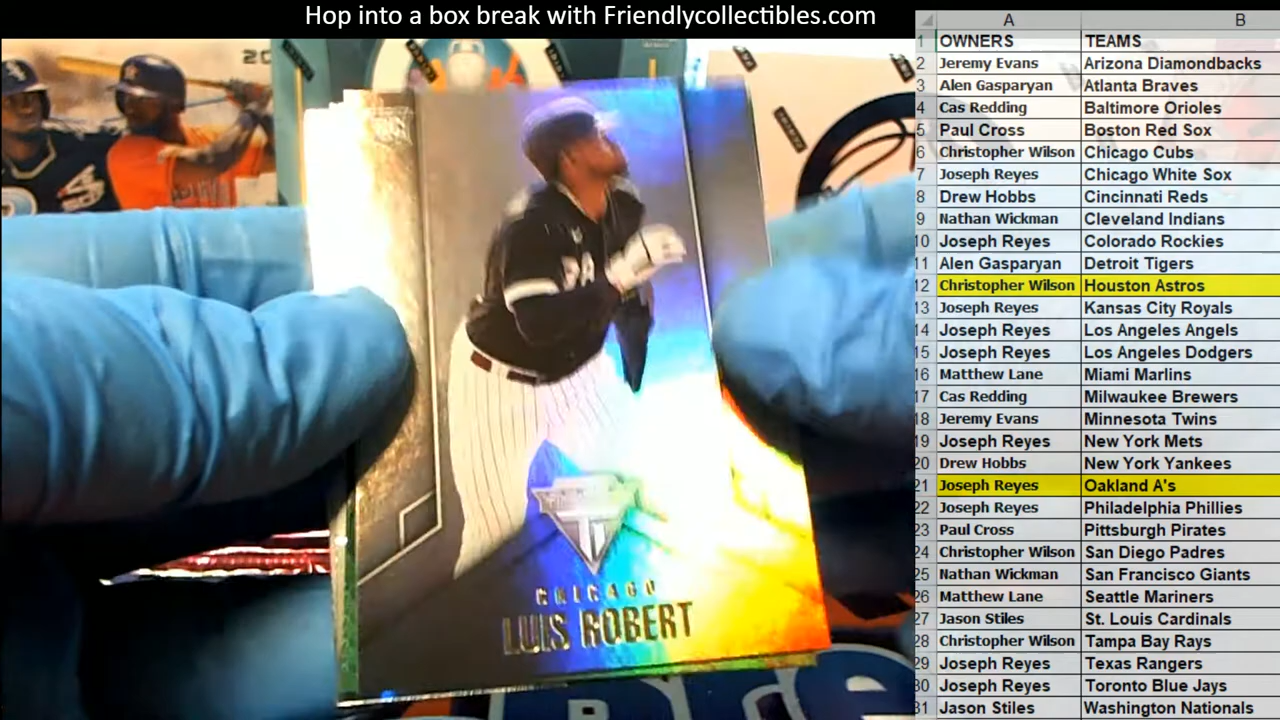 Hop into a box break with Friendlycollectibles.com
A B
1 OWNERS TEAMS
2 Jeremy Evans Arizona Diamondbacks
3 Alen Gasparyan Atlanta Braves
4 Cas Redding Baltimore Orioles
5 Paul Cross Boston Red Sox
6 Christopher Wilson Chicago Cubs
7 Joseph Reyes Chicago White Sox
8 Drew Hobbs Cincinnati Reds
9 Nathan Wickman Cleveland Indians
10 Joseph Reyes Colorado Rockies
11 Alen Gasparyan Detroit Tigers
12 Christopher Wilson Houston Astros
13 Joseph Reyes Kansas City Royals
14 Joseph Reyes Los Angeles Angels
15 Joseph Reyes Los Angeles Dodgers
16 Matthew Lane Miami Marlins
17 Cas Redding Milwaukee Brewers
18 Jeremy Evans Minnesota Twins
19 Joseph Reyes New York Mets
20 Drew Hobbs New York Yankees
21 Joseph Reyes Oakland A's
22 Joseph Reyes Philadelphia Phillies
23 Paul Cross Pittsburgh Pirates
24 Christopher Wilson San Diego Padres
25 Nathan Wickman San Francisco Giants
26 Matthew Lane Seattle Mariners
27 Jason Stiles St. Louis Cardinals
28 Christopher Wilson Tampa Bay Rays
29 Joseph Reyes Texas Rangers
30 Joseph Reyes Toronto Blue Jays
31 Jason Stiles Washington Nationals
CHICAGO
LUIS ROBERT